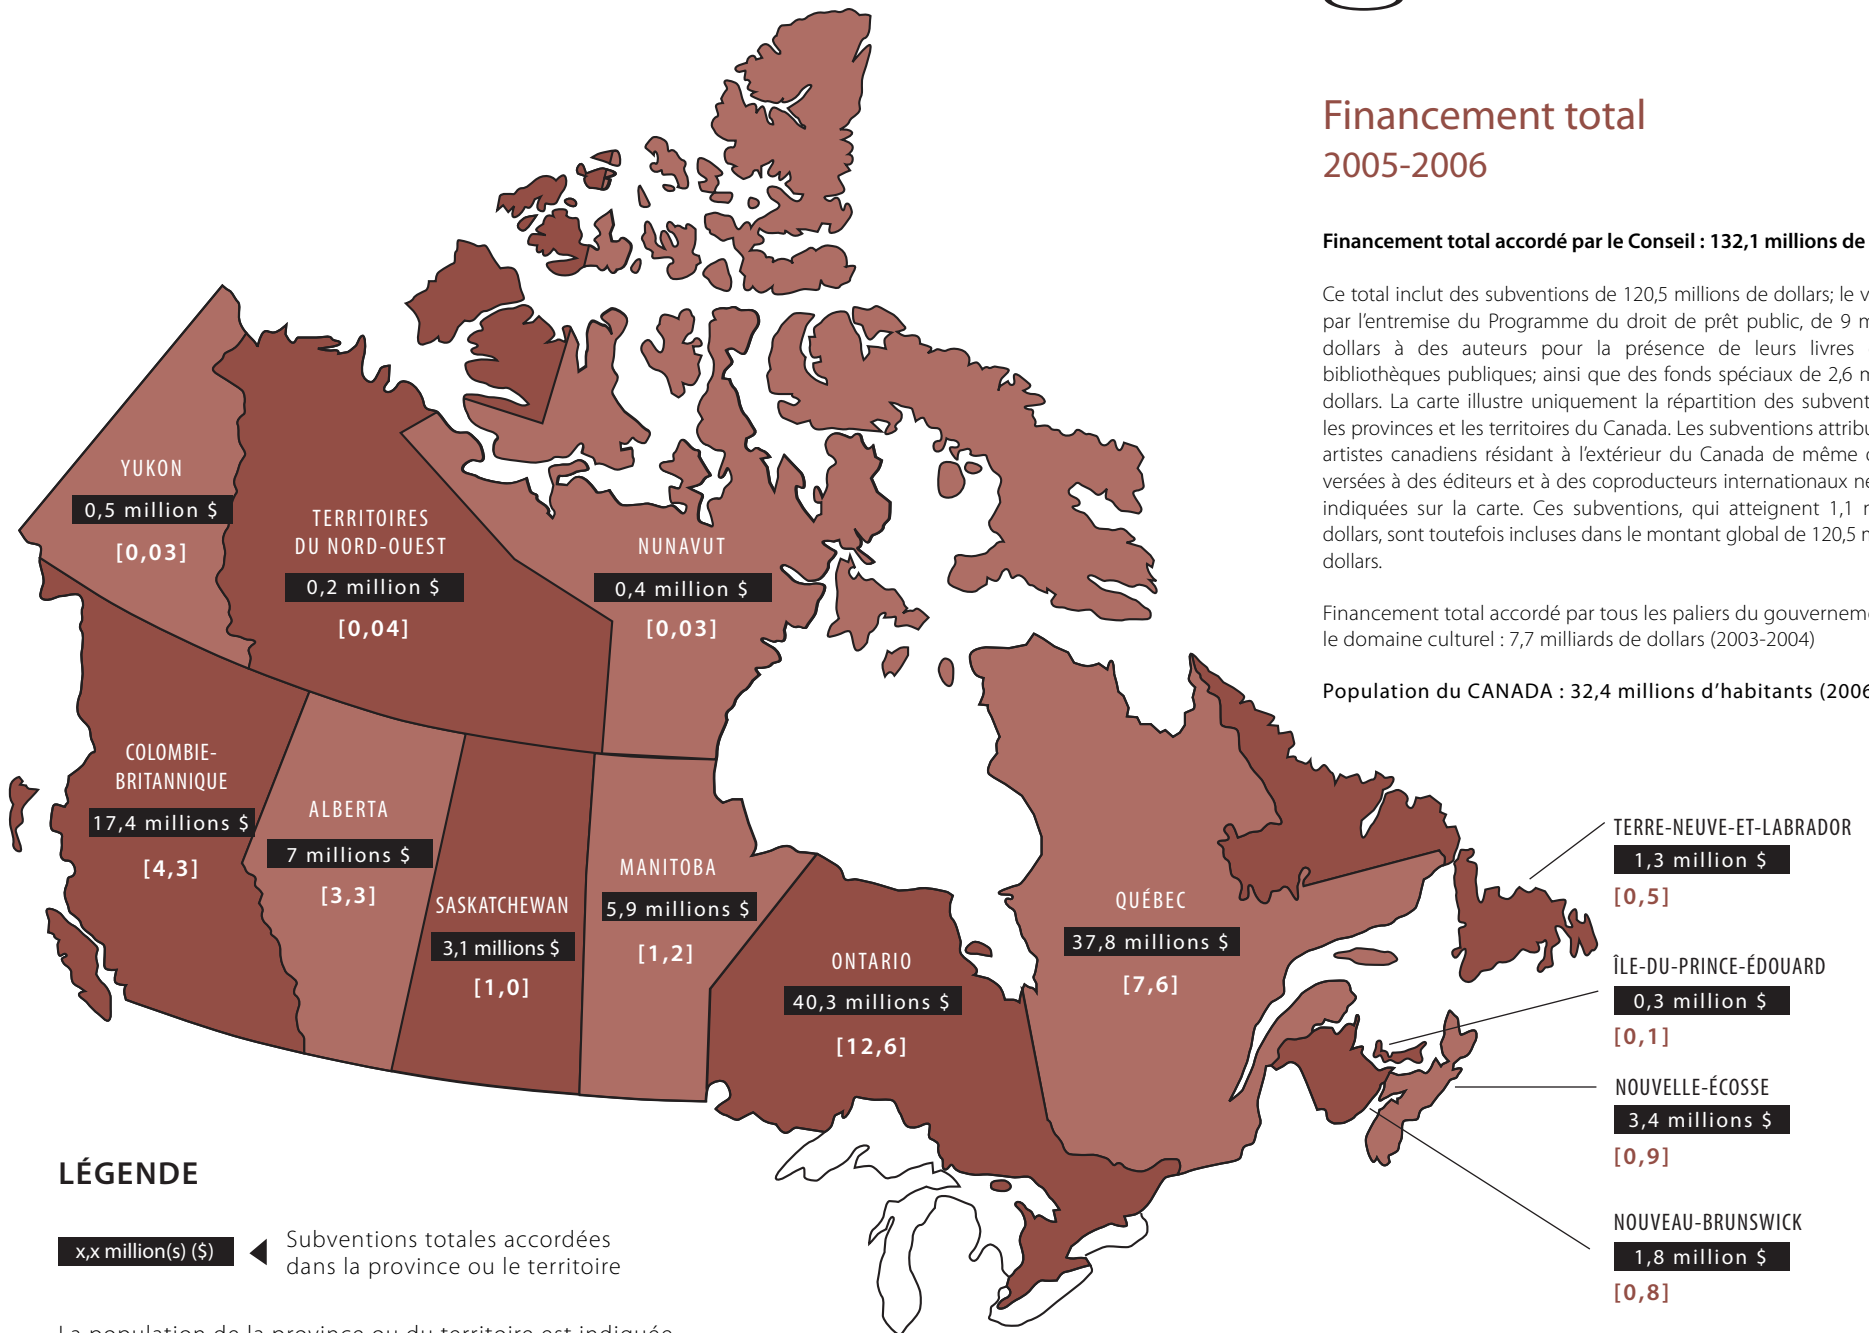 Financement total
2005-2006
Financement total accordé par le Conseil : 132,1 millions de
Ce total inclut des subventions de 120,5 millions de dollars; le
par l'entremise du Programme du droit de prêt public, de 9
dollars à des auteurs pour la présence de leurs livres
bibliothèques publiques; ainsi que des fonds spéciaux de 2,6
dollars. La carte illustre uniquement la répartition des
les provinces et les territoires du Canada. Les subventions
artistes canadiens résidant à l'extérieur du Canada de même
versées à des éditeurs et à des coproducteurs internationaux
indiquées sur la carte. Ces subventions, qui atteignent 1,1
dollars, sont toutefois incluses dans le montant global de 120,5
dollars.
Financement total accordé par tous les paliers du
le domaine culturel : 7,7 milliards de dollars (2003-2004)
Population du CANADA : 32,4 millions d'habitants (2006
YUKON
0,5 million $
[0,03]
TERRITOIRES
DU NORD-OUEST
0,2 million $
[0,04]
NUNAVUT
0,4 million $
[0,03]
COLOMBIE-
BRITANNIQUE
17,4 millions $
[4,3]
ALBERTA
7 millions $
[3,3]
SASKATCHEWAN
3,1 millions $
[1,0]
MANITOBA
5,9 millions $
[1,2]
ONTARIO
40,3 millions $
[12,6]
QUÉBEC
37,8 millions $
[7,6]
TERRE-NEUVE-ET-LABRADOR
1,3 million $
[0,5]
ÎLE-DU-PRINCE-ÉDOUARD
0,3 million $
[0,1]
NOUVELLE-ÉCOSSE
3,4 millions $
[0,9]
NOUVEAU-BRUNSWICK
1,8 million $
[0,8]
LÉGENDE
x,x million(s) ($)
Subventions totales accordées
dans la province ou le territoire
La population de la province ou du territoire est indiquée